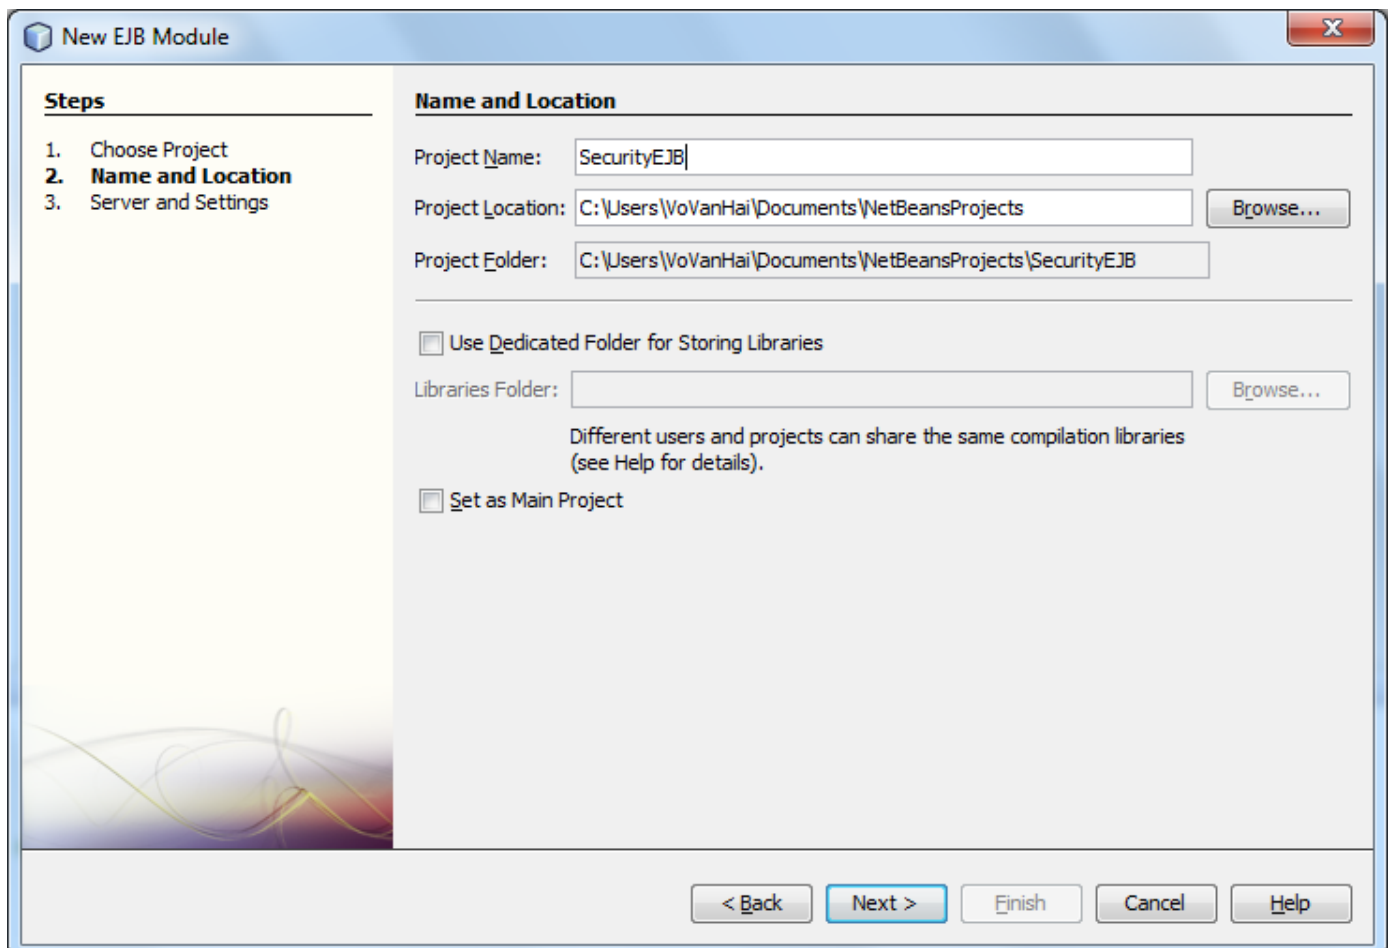 New EJB Module
X
Steps
1. Choose Project
2. Name and Location
3. Server and Settings
Name and Location
Project Name: SecurityEJB
Project Location: C:\Users\VoVanHai\Documents\NetBeansProjects Browse...
Project Folder: C:\Users\VoVanHai\Documents\NetBeansProjects\SecurityEJB
Use Dedicated Folder for Storing Libraries
Libraries Folder: Browse...
Different users and projects can share the same compilation libraries
(see Help for details).
Set as Main Project
< Back Next > Finish Cancel Help